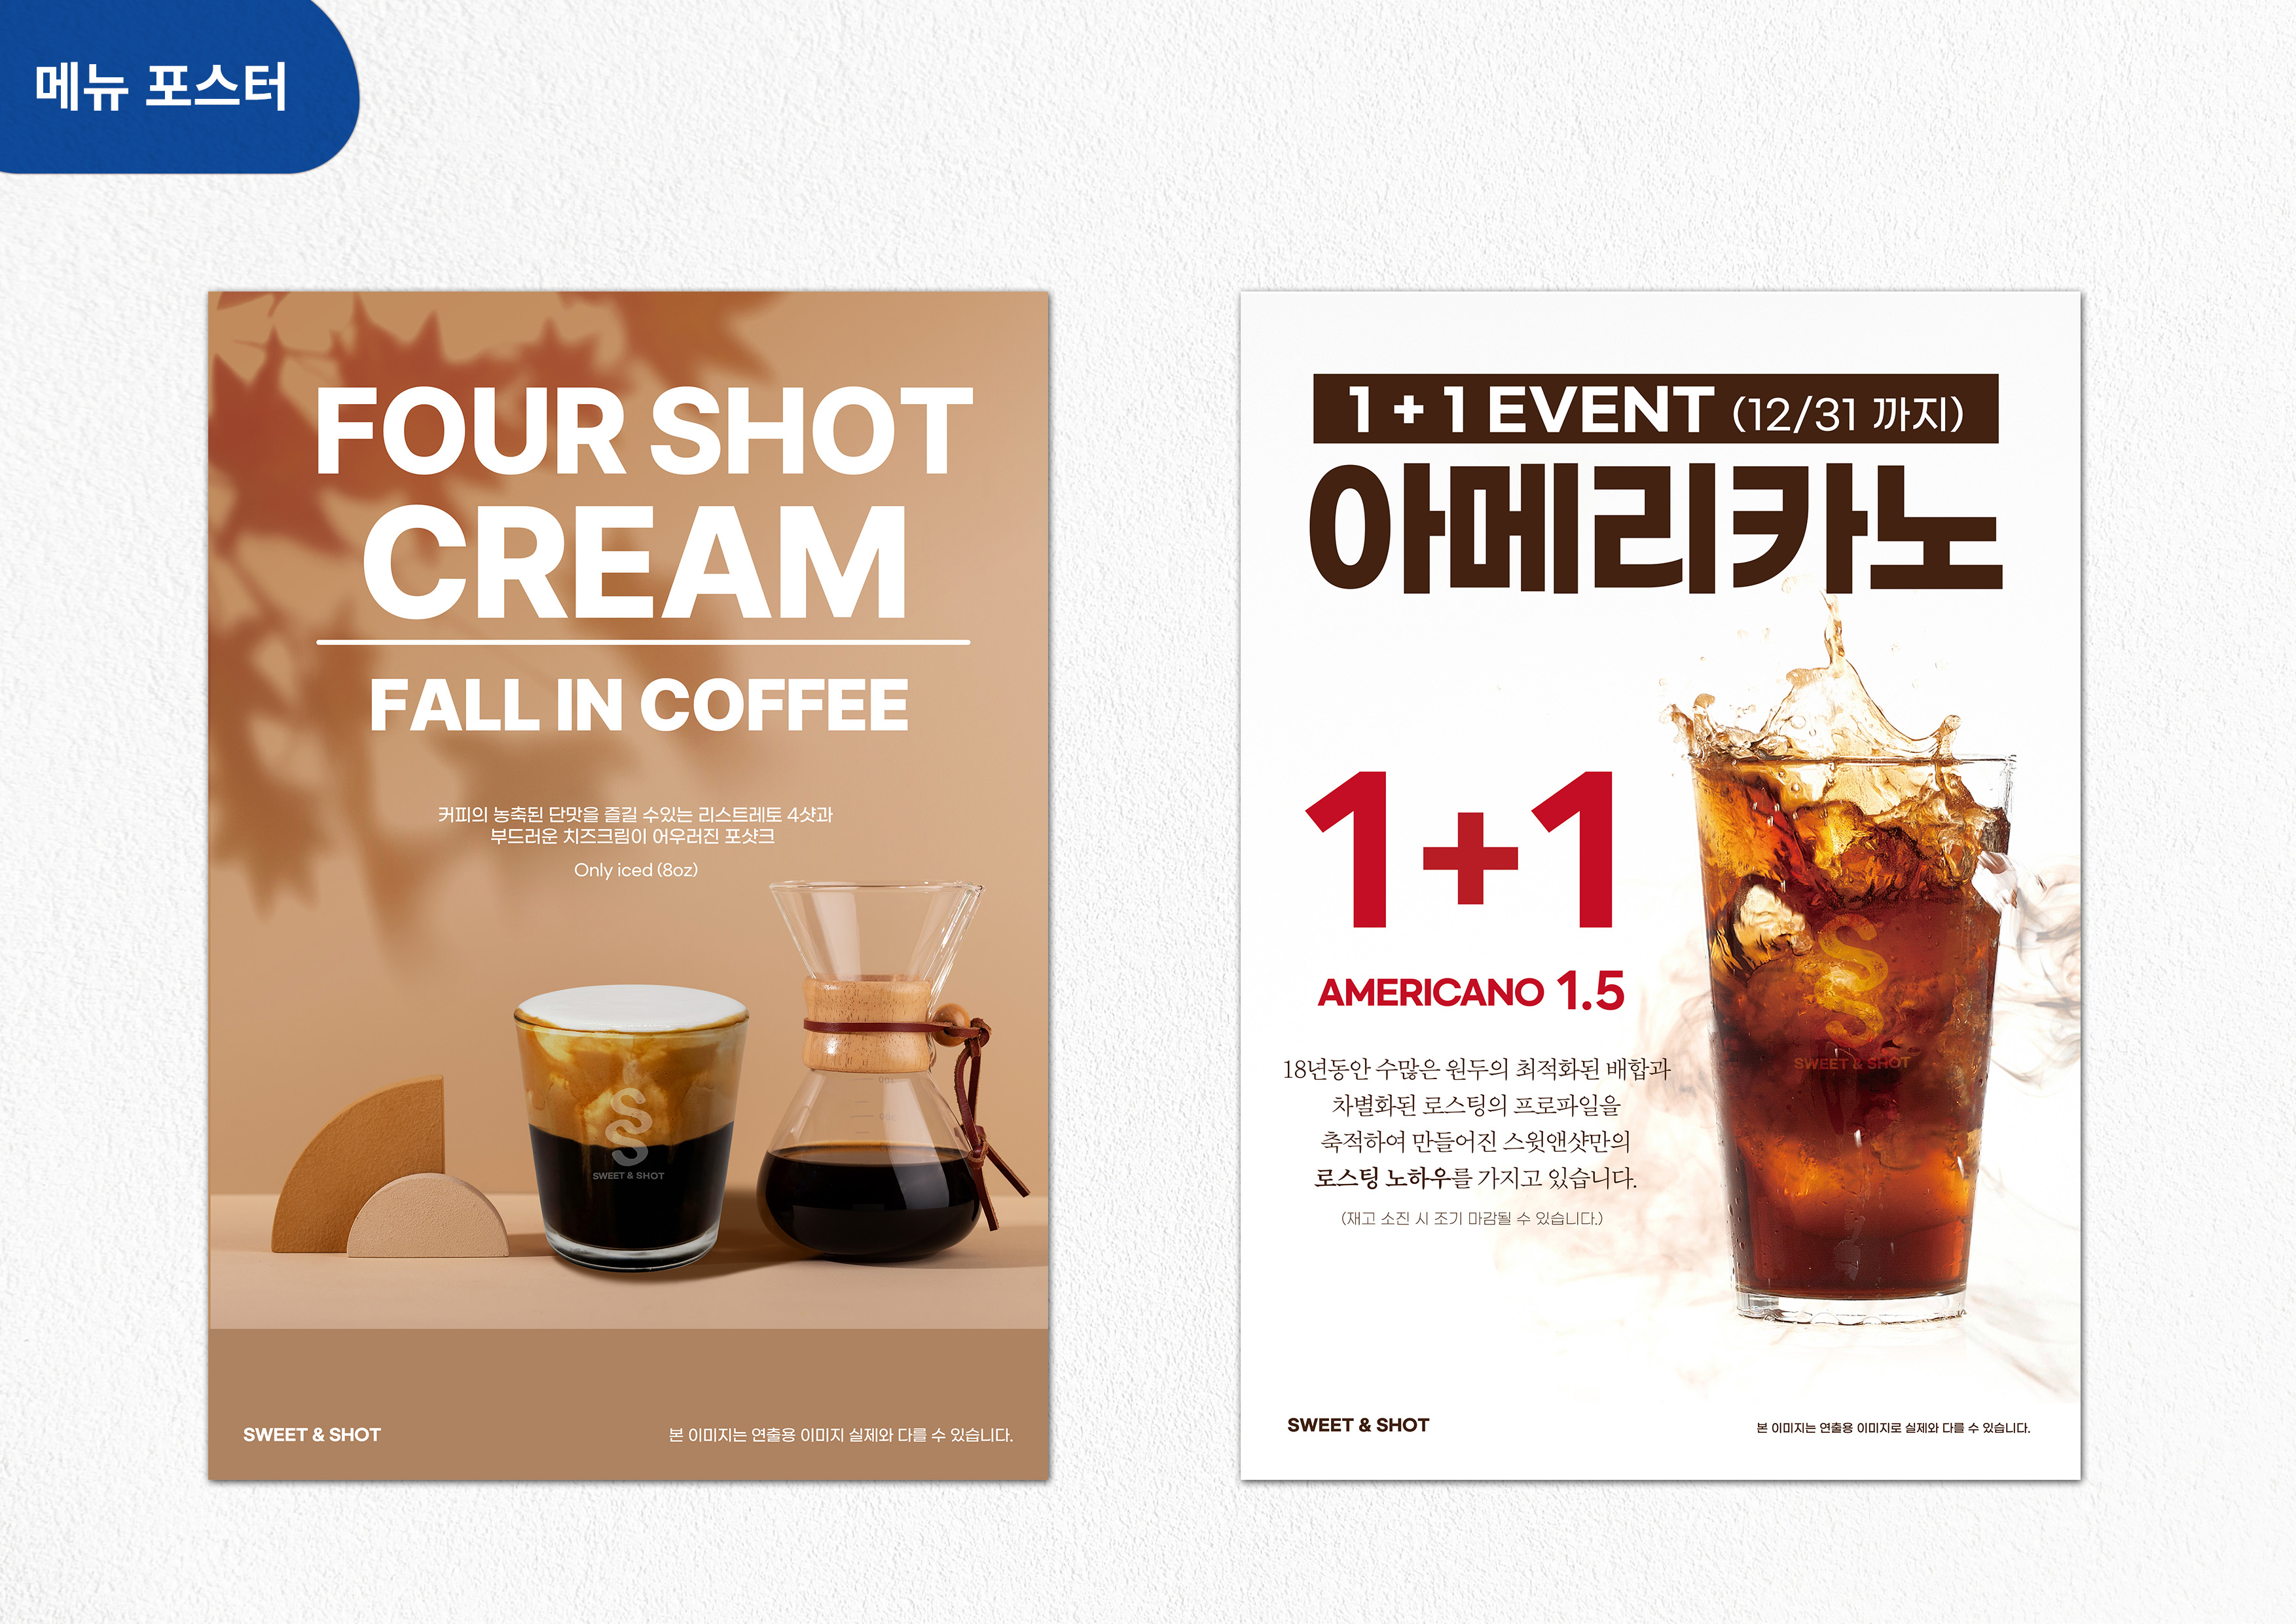 메뉴 포스터
FOUR SHOT
CREAM
FALL IN COFFEE
커피의 농축된 단맛을 즐길 수있는 리스트레토 4샷과
부드러운 치즈크림이 어우러진 포샷크
Only iced (8oz)
SWEET & SHOT
SWEET & SHOT
본 이미지는 연출용 이미지 실제와 다를 수 있습니다.
1 + 1 EVENT (12/31 까지)
아메리카노
1+1
AMERICANO 1.5
18년동안 수많은 원두의 최적화된 배합과
차별화된 로스팅의 프로파일을
축적하여 만들어진 스윗앤샷만의
로스팅 노하우를 가지고 있습니다.
(재고 소진 시 조기 마감될 수 있습니다.)
SWEET & SHOT
SWEET & SHOT
본 이미지는 연출용 이미지로 실제와 다를 수 있습니다.